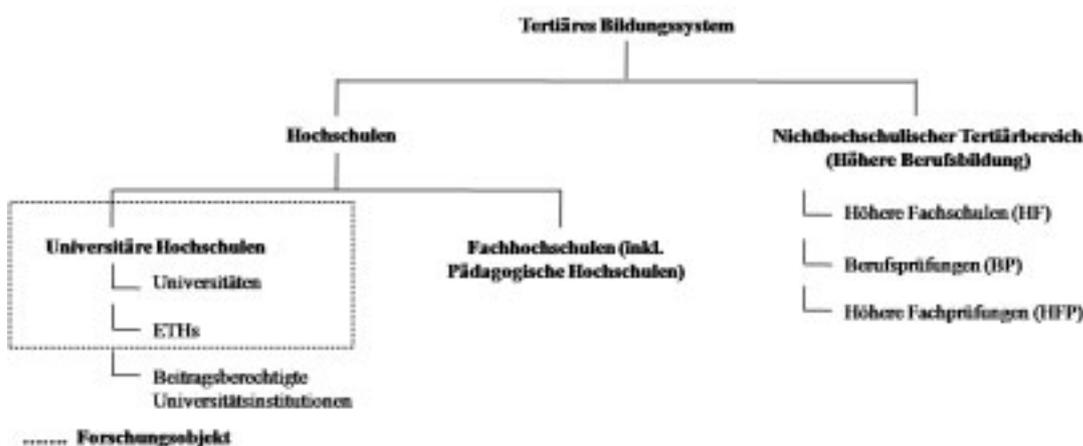 Tertiäres Bildungssystem
Hochschulen
Nichthochschulischer Tertiärbereich
(Höhere Berufsbildung)
Universitäre Hochschulen
Universitäten
ETHs
Beitragsberechtigte
Universitätsinstitutionen
Fachhochschulen (inkl.
Pädagogische Hochschulen)
Höhere Fachschulen (HF)
Berufsprüfungen (BP)
Höhere Fachprüfungen (HFP)
........ Forschungsobjekt